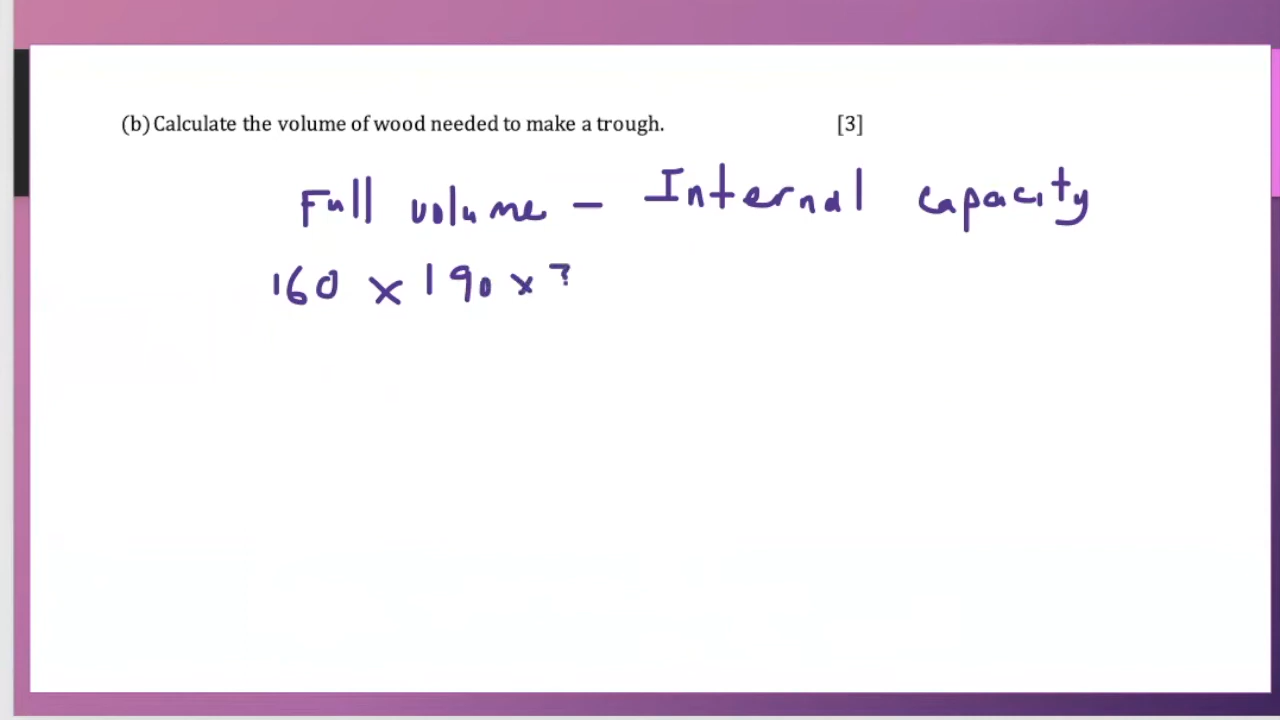 (b) Calculate the volume of wood needed to make a trough. [3]
Full volume – Internal capacity
160 × 190 × ?